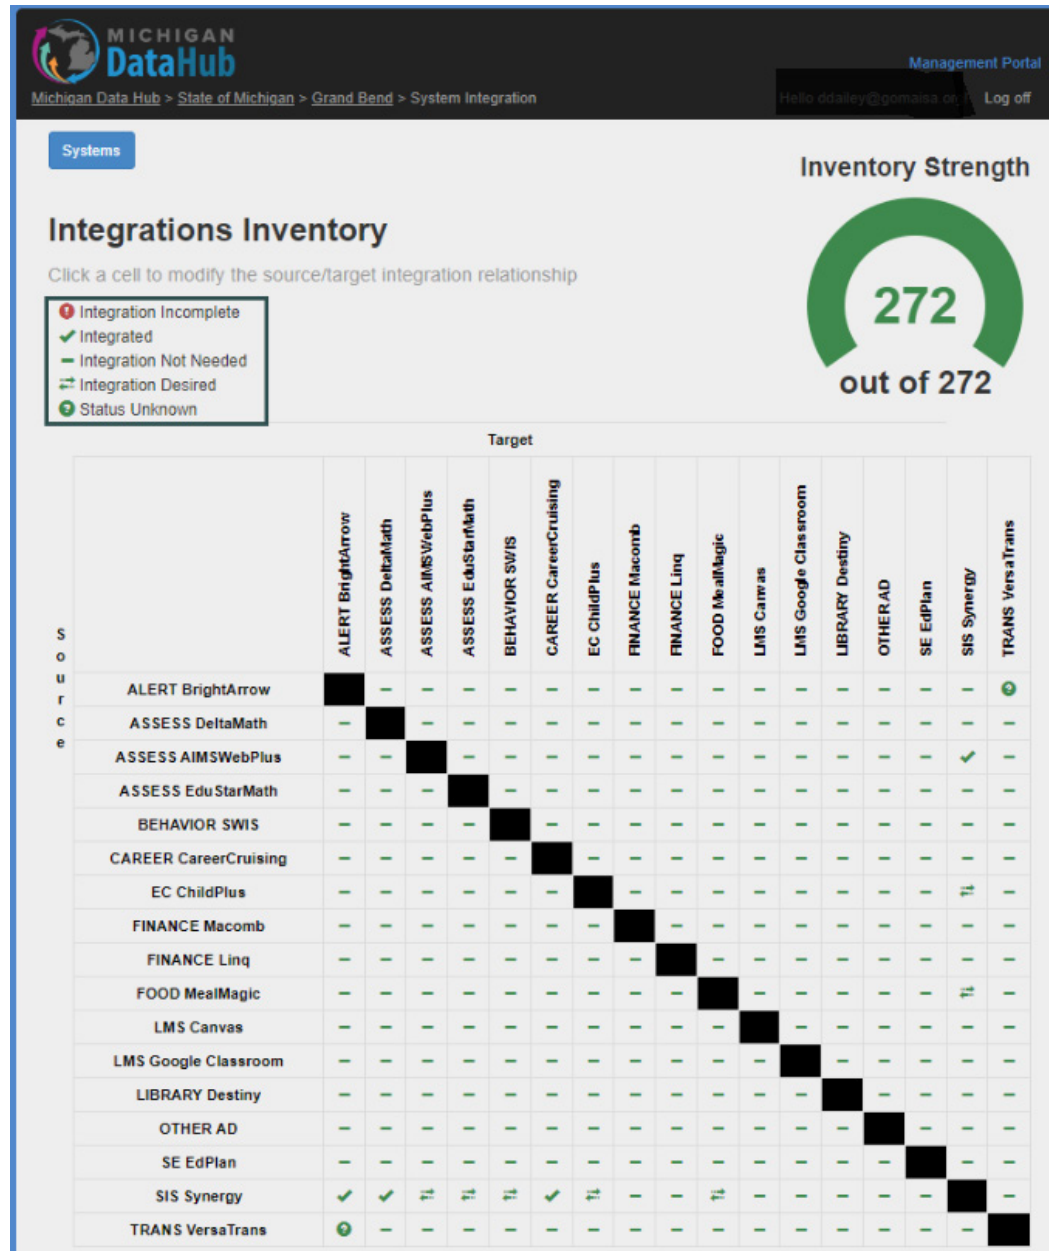 MICHIGAN
DataHub
Management Portal
Michigan Data Hub > State of Michigan > Grand Bend > System Integration
Log off
Systems
Inventory Strength
272
out of 272
Integrations Inventory
Click a cell to modify the source/target integration relationship
Integration Incomplete
Integrated
Integration Not Needed
Integration Desired
Status Unknown
Target
Source
ALERT BrightArrow
ASSESS DeltaMath
ASSESS AIMSWebPlus
ASSESS EduStarMath
BEHAVIOR SWIS
CAREER CareerCruising
EC ChildPlus
FINANCE Macomb
FINANCE Linq
FOOD MealMagic
LMS Canvas
LMS Google Classroom
LIBRARY Destiny
OTHER AD
SE EdPlan
SIS Synergy
TRANS VersaTrans
ALERT BrightArrow
ASSESS DeltaMath
ASSESS AIMSWebPlus
ASSESS EduStarMath
BEHAVIOR SWIS
CAREER CareerCruising
EC ChildPlus
FINANCE Macomb
FINANCE Linq
FOOD MealMagic
LMS Canvas
LMS Google Classroom
LIBRARY Destiny
OTHER AD
SE EdPlan
SIS Synergy
TRANS VersaTrans